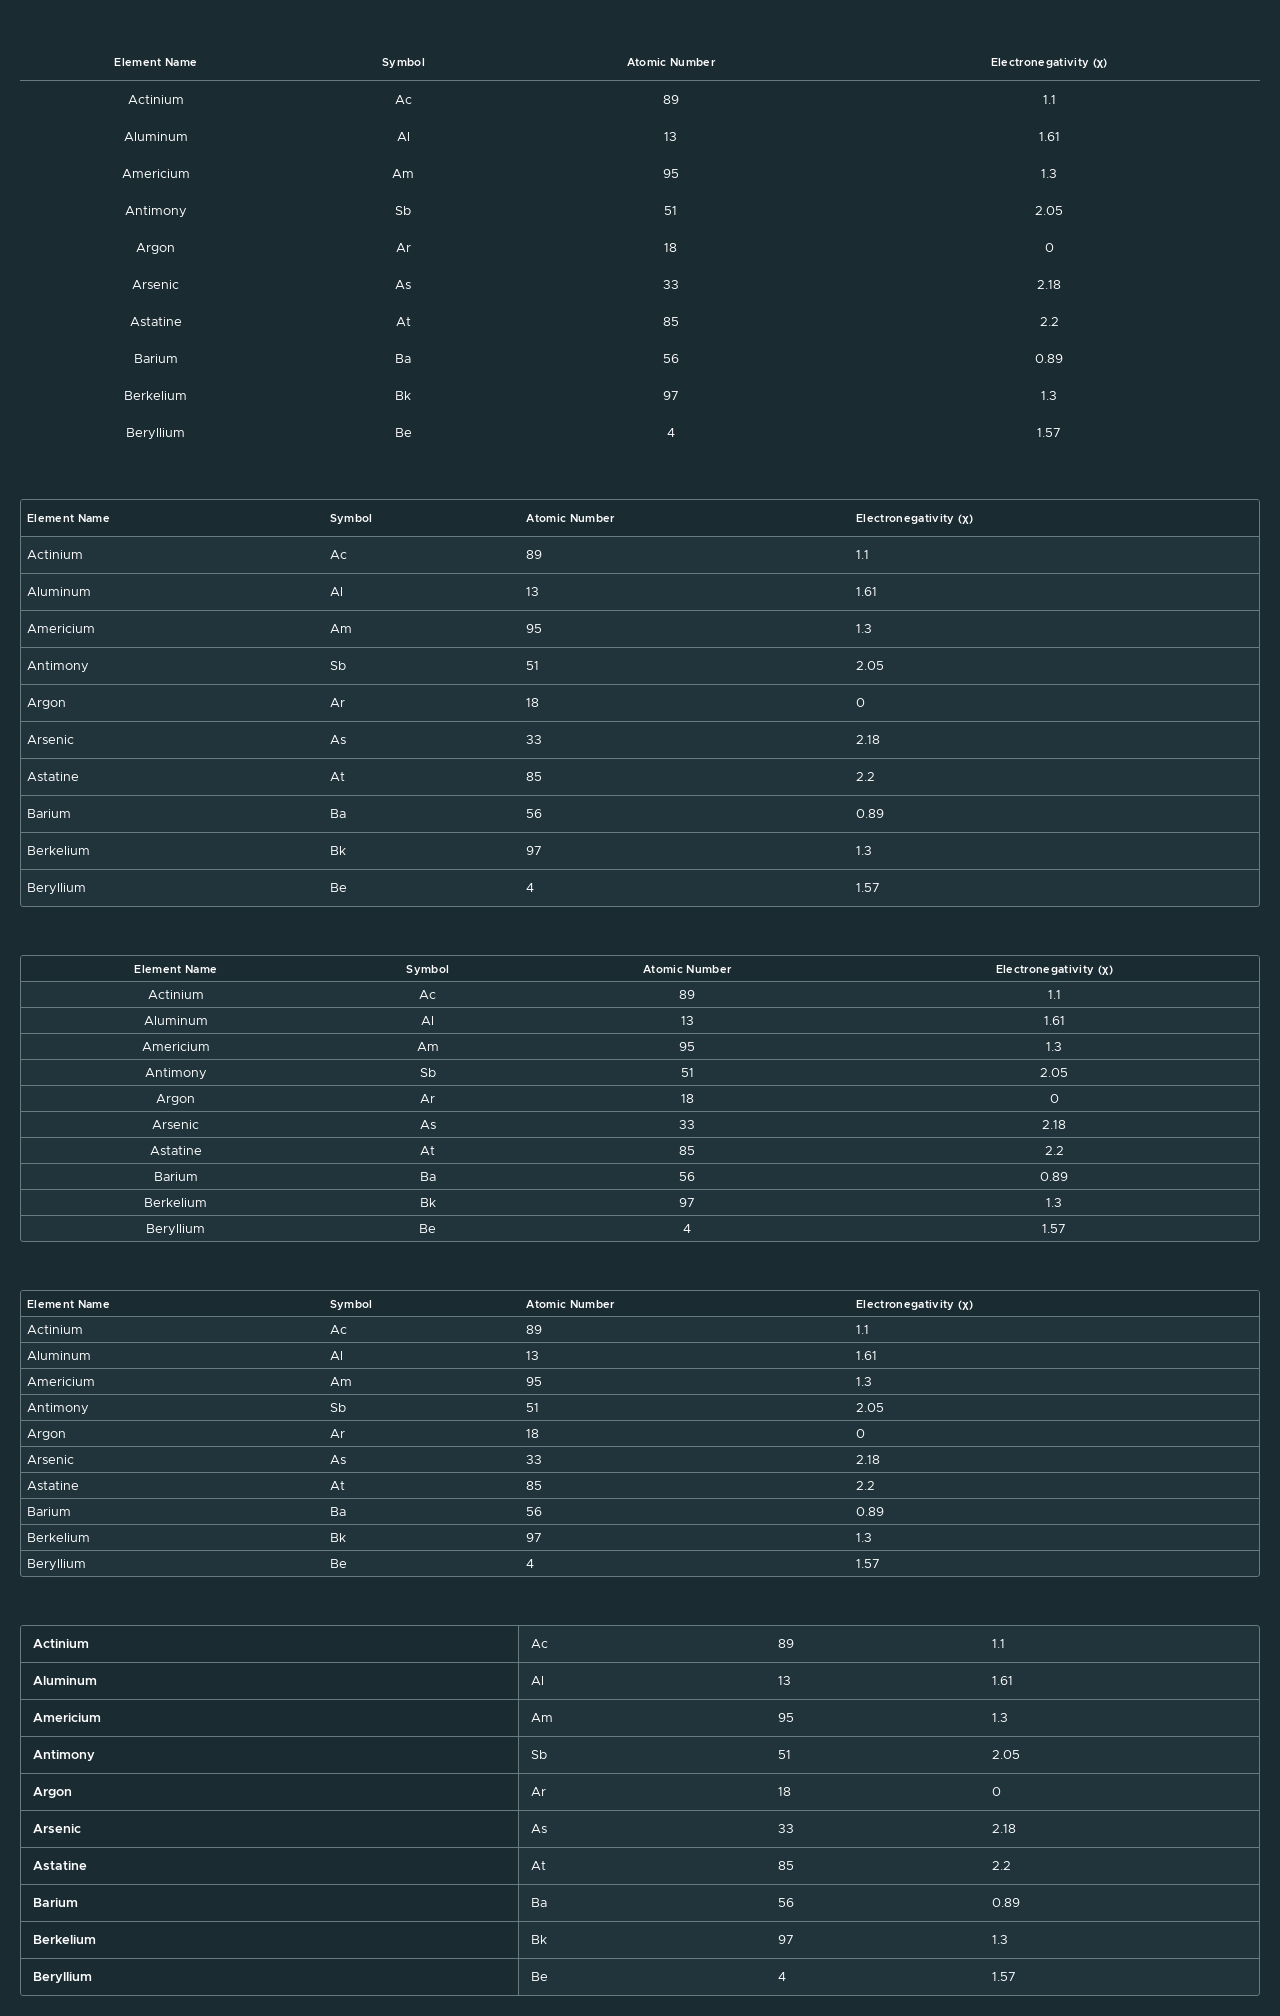 Element Name Symbol Atomic Number Electronegativity (χ)
Actinium Ac 89 1.1
Aluminum Al 13 1.61
Americium Am 95 1.3
Antimony Sb 51 2.05
Argon Ar 18 0
Arsenic As 33 2.18
Astatine At 85 2.2
Barium Ba 56 0.89
Berkelium Bk 97 1.3
Beryllium Be 4 1.57
Element Name Symbol Atomic Number Electronegativity (χ)
Actinium Ac 89 1.1
Aluminum Al 13 1.61
Americium Am 95 1.3
Antimony Sb 51 2.05
Argon Ar 18 0
Arsenic As 33 2.18
Astatine At 85 2.2
Barium Ba 56 0.89
Berkelium Bk 97 1.3
Beryllium Be 4 1.57
Element Name Symbol Atomic Number Electronegativity (χ)
Actinium Ac 89 1.1
Aluminum Al 13 1.61
Americium Am 95 1.3
Antimony Sb 51 2.05
Argon Ar 18 0
Arsenic As 33 2.18
Astatine At 85 2.2
Barium Ba 56 0.89
Berkelium Bk 97 1.3
Beryllium Be 4 1.57
Element Name Symbol Atomic Number Electronegativity (χ)
Actinium Ac 89 1.1
Aluminum Al 13 1.61
Americium Am 95 1.3
Antimony Sb 51 2.05
Argon Ar 18 0
Arsenic As 33 2.18
Astatine At 85 2.2
Barium Ba 56 0.89
Berkelium Bk 97 1.3
Beryllium Be 4 1.57
Actinium Ac 89 1.1
Aluminum Al 13 1.61
Americium Am 95 1.3
Antimony Sb 51 2.05
Argon Ar 18 0
Arsenic As 33 2.18
Astatine At 85 2.2
Barium Ba 56 0.89
Berkelium Bk 97 1.3
Beryllium Be 4 1.57